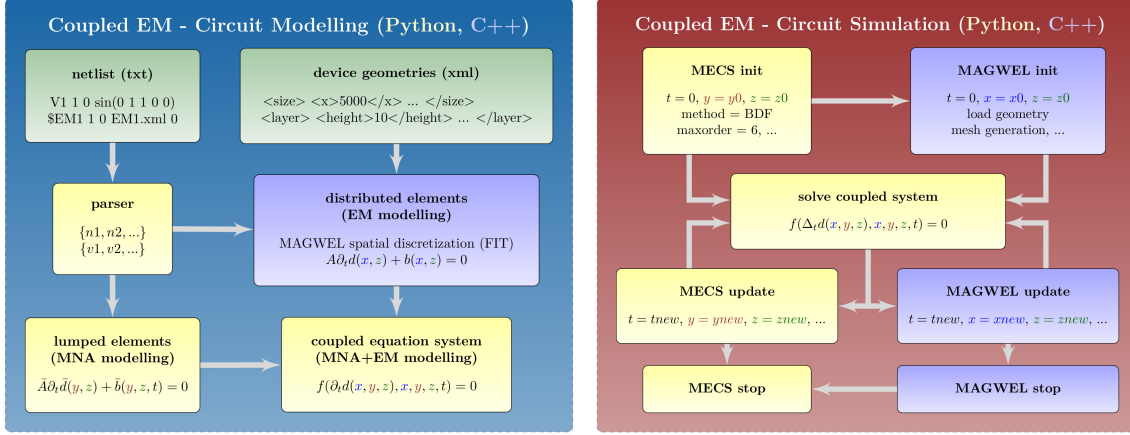 Coupled EM - Circuit Modelling (Python, C++)
netlist (txt)
V1 1 0 sin(0 1 1 0 0)
$EM1 1 0 EM1.xml 0
device geometries (xml)
<size> <x>5000</x> ... </size>
<layer> <height>10</height> ... </layer>
parser
{n1, n2, ...}
{v1, v2, ...}
distributed elements
(EM modelling)
MAGWEL spatial discretization (FIT)
A∂ₜd(x, z) + b(x, z) = 0
lumped elements
(MNA modelling)
Ā∂ₜd̄(y, z) + b̄(y, z, t) = 0
coupled equation system
(MNA+EM modelling)
f(∂ₜd(x, y, z), x, y, z, t) = 0
Coupled EM - Circuit Simulation (Python, C++)
MECS init
t = 0, y = y0, z = z0
method = BDF
maxorder = 6, ...
MAGWEL init
t = 0, x = x0, z = z0
load geometry
mesh generation, ...
solve coupled system
f(Δₜd(x, y, z), x, y, z, t) = 0
MECS update
t = tnew, y = ynew, z = znew, ...
MAGWEL update
t = tnew, x = xnew, z = znew, ...
MECS stop
MAGWEL stop